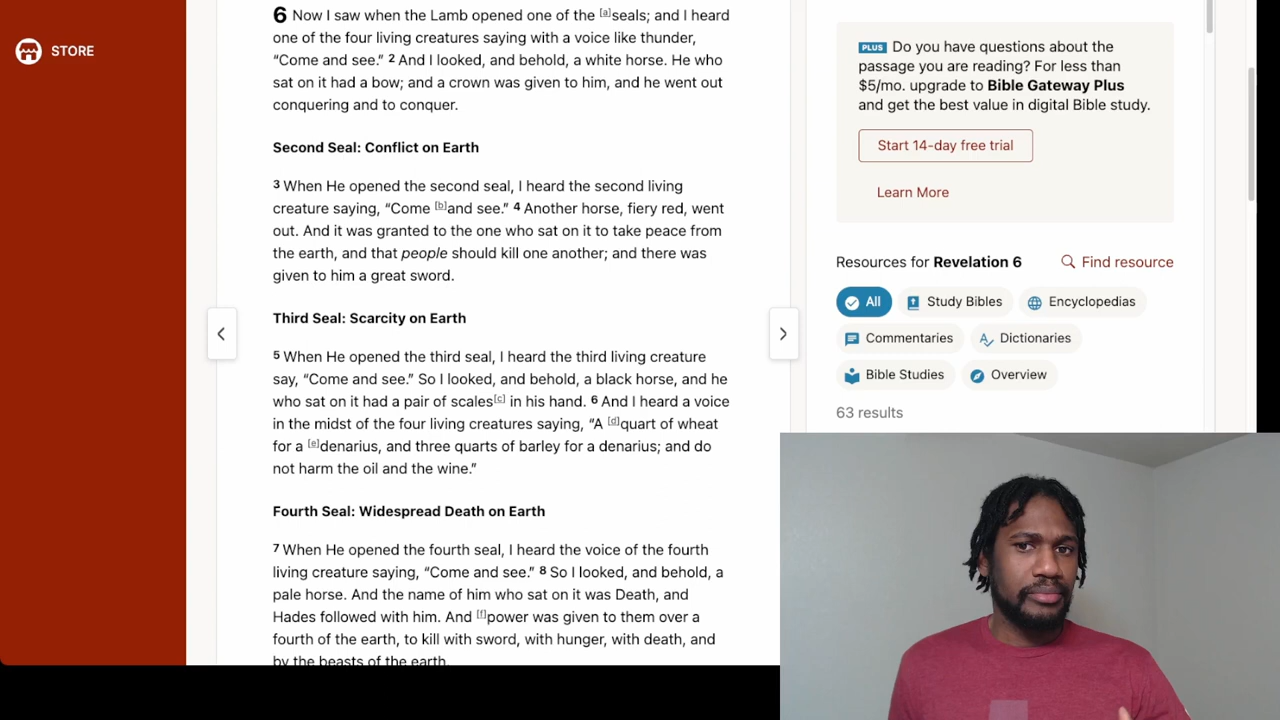 STORE
6 Now I saw when the Lamb opened one of the [a]seals; and I heard
one of the four living creatures saying with a voice like thunder,
“Come and see.” 2 And I looked, and behold, a white horse. He who
sat on it had a bow; and a crown was given to him, and he went out
conquering and to conquer.
Second Seal: Conflict on Earth
3 When He opened the second seal, I heard the second living
creature saying, “Come [b]and see.” 4 Another horse, fiery red, went
out. And it was granted to the one who sat on it to take peace from
the earth, and that people should kill one another; and there was
given to him a great sword.
Third Seal: Scarcity on Earth
5 When He opened the third seal, I heard the third living creature
say, “Come and see.” So I looked, and behold, a black horse, and he
who sat on it had a pair of scales[c] in his hand. 6 And I heard a voice
in the midst of the four living creatures saying, “A [d]quart of wheat
for a [e]denarius, and three quarts of barley for a denarius; and do
not harm the oil and the wine.”
Fourth Seal: Widespread Death on Earth
7 When He opened the fourth seal, I heard the voice of the fourth
living creature saying, “Come and see.” 8 So I looked, and behold, a
pale horse. And the name of him who sat on it was Death, and
Hades followed with him. And [f]power was given to them over a
fourth of the earth, to kill with sword, with hunger, with death, and
by the beasts of the earth.
PLUS Do you have questions about the
passage you are reading? For less than
$5/mo. upgrade to Bible Gateway Plus
and get the best value in digital Bible study.
Start 14-day free trial
Learn More
Resources for Revelation 6 Find resource
All Study Bibles Encyclopedias
Commentaries Dictionaries
Bible Studies Overview
63 results